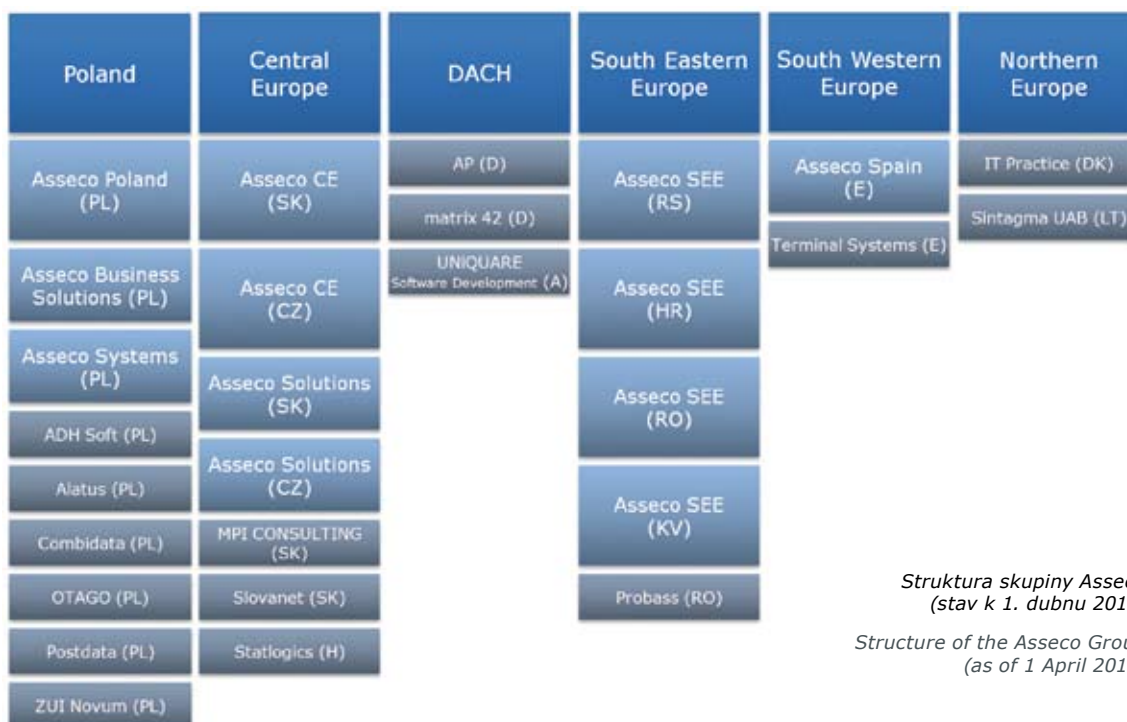 Poland
Central
Europe
DACH
South Eastern
Europe
South Western
Europe
Northern
Europe
Asseco Poland
(PL)
Asseco Business
Solutions (PL)
Asseco Systems
(PL)
ADH Soft (PL)
Alatus (PL)
Combidata (PL)
OTAGO (PL)
Postdata (PL)
ZUI Novum (PL)
Asseco CE
(SK)
Asseco CE
(CZ)
Asseco Solutions
(SK)
Asseco Solutions
(CZ)
MPI CONSULTING
(SK)
Slovanet (SK)
Statlogics (H)
AP (D)
matrix 42 (D)
UNIQUARE
Software Development (A)
Asseco SEE
(RS)
Asseco SEE
(HR)
Asseco SEE
(RO)
Asseco SEE
(KV)
Probass (RO)
Asseco Spain
(E)
Terminal Systems (E)
IT Practice (DK)
Sintagma UAB (LT)
Struktura skupiny Assec
(stav k 1. dubnu 201
Structure of the Asseco Grou
(as of 1 April 201